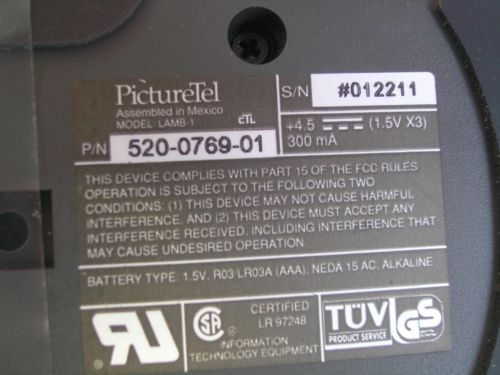 PictureTel
Assembled in Mexico
MODEL: LAMB-1
ETL
S/N #012211
P/N 520-0769-01
+4.5 (1.5V X3)
300 mA
THIS DEVICE COMPLIES WITH PART 15 OF THE FCC RULES
OPERATION IS SUBJECT TO THE FOLLOWING TWO
CONDITIONS: (1) THIS DEVICE MAY NOT CAUSE HARMFUL
INTERFERENCE. AND (2) THIS DEVICE MUST ACCEPT ANY
INTERFERENCE RECEIVED, INCLUDING INTERFERENCE THAT
MAY CAUSE UNDESIRED OPERATION.
BATTERY TYPE. 1.5V. R03/LR03A (AAA), NEDA 15 AC, ALKALINE
RU
SA
CERTIFIED
LR 97248
INFORMATION
TECHNOLOGY EQUIPMENT
TÜV
PRODUCT SERVICE
GS